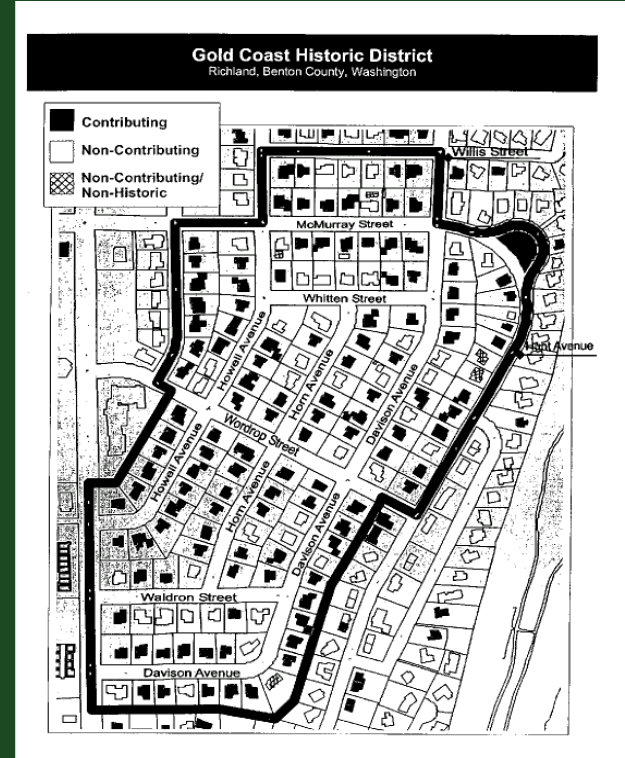 Gold Coast Historic District
Richland, Benton County, Washington
Contributing
Non-Contributing
Non-Contributing/
Non-Historic
Willis Street
McMurray Street
Whitten Street
Hunt Avenue
Howell Avenue
Horn Avenue
Davison Avenue
Wordrop Street
Howell Avenue
Horn Avenue
Davison Avenue
Waldron Street
Davison Avenue